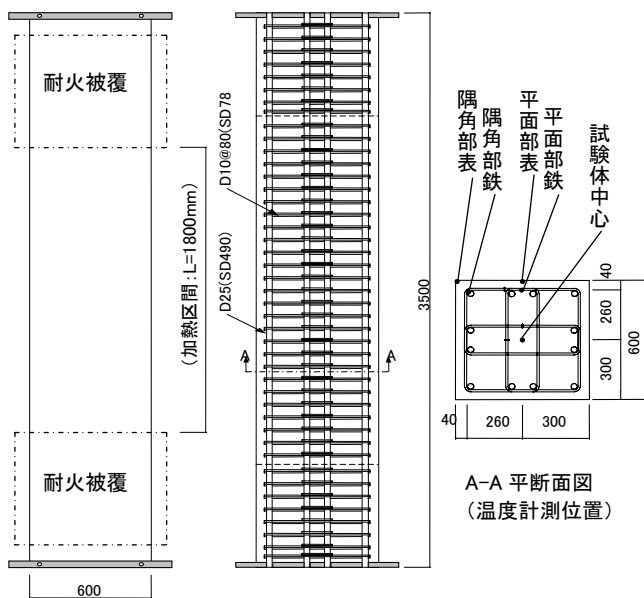 耐火被覆
(加熱区間:L=1800mm)
耐火被覆
600
D10@80(SD78
D25(SD490)
A
A
3500
隅角部表
隅角部鉄
平面部表
平面部鉄
試験体中心
40
260
300
600
40
260
300
A-A 平断面図
(温度計測位置)